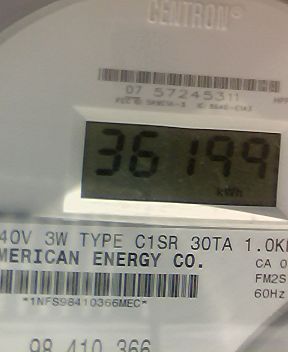 CENTRON®
07 57245311
36199
kWh
40V 3W TYPE C1SR 30TA 1.0K
MERICAN ENERGY CO.
CA 0
FM2S
*1NFS98410366MEC*
60Hz
98 410 366